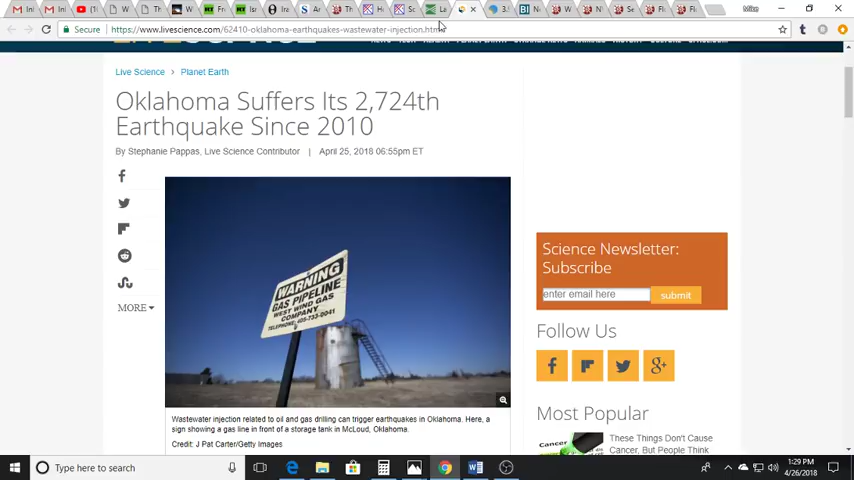 Mike
Secure
https://www.livescience.com/62410-oklahoma-earthquakes-wastewater-injection.html
Live Science > Planet Earth
Oklahoma Suffers Its 2,724th
Earthquake Since 2010
By Stephanie Pappas, Live Science Contributor | April 25, 2018 06:55pm ET
MORE
WARNING
GAS PIPELINE
WEST WIND GAS
COMPANY
TELEPHONE: 405-733-0041
Wastewater injection related to oil and gas drilling can trigger earthquakes in Oklahoma. Here, a
sign showing a gas line in front of a storage tank in McLoud, Oklahoma.
Credit: J Pat Carter/Getty Images
Science Newsletter:
Subscribe
enter email here
submit
Follow Us
Most Popular
These Things Don't Cause
Cancer, But People Think
Type here to search
1:29 PM
4/26/2018